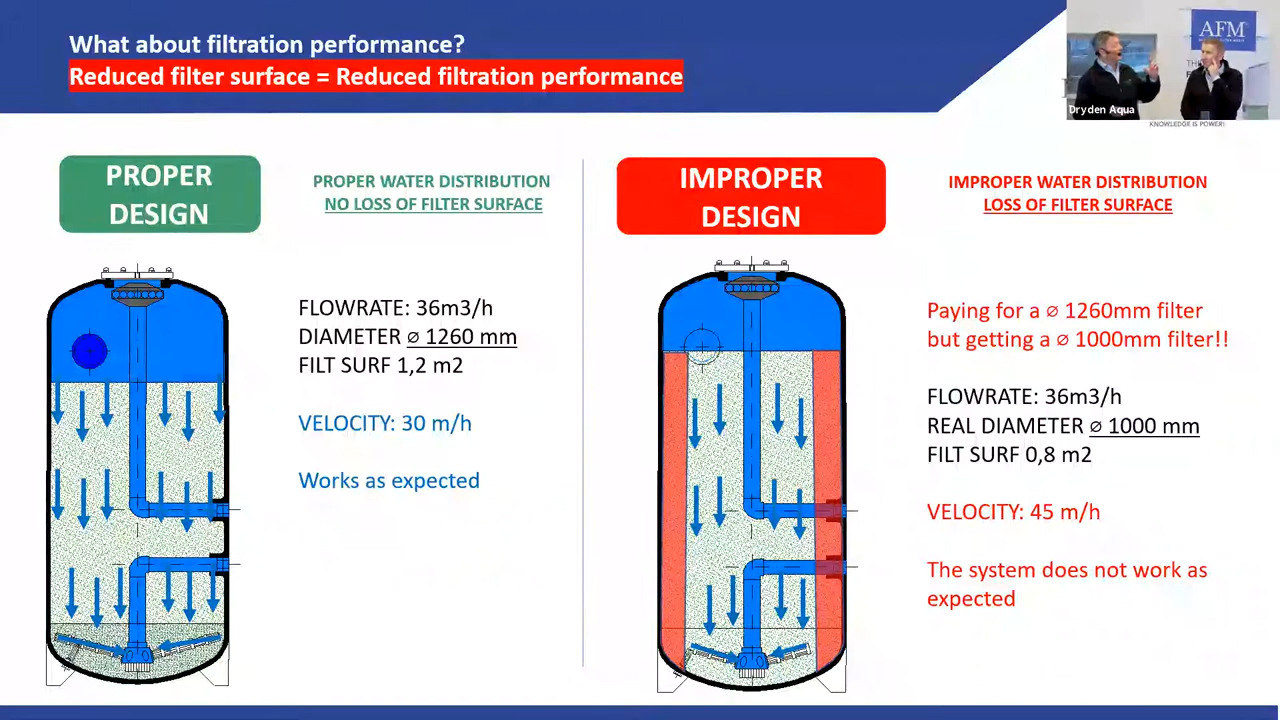 What about filtration performance?
Reduced filter surface = Reduced filtration performance
AFM
Dryden Aqua
KNOWLEDGE IS POWER!
PROPER
DESIGN
PROPER WATER DISTRIBUTION
NO LOSS OF FILTER SURFACE
FLOWRATE: 36m3/h
DIAMETER ⌀ 1260 mm
FILT SURF 1,2 m2
VELOCITY: 30 m/h
Works as expected
IMPROPER
DESIGN
IMPROPER WATER DISTRIBUTION
LOSS OF FILTER SURFACE
Paying for a ⌀ 1260mm filter
but getting a ⌀ 1000mm filter!!
FLOWRATE: 36m3/h
REAL DIAMETER ⌀ 1000 mm
FILT SURF 0,8 m2
VELOCITY: 45 m/h
The system does not work as
expected